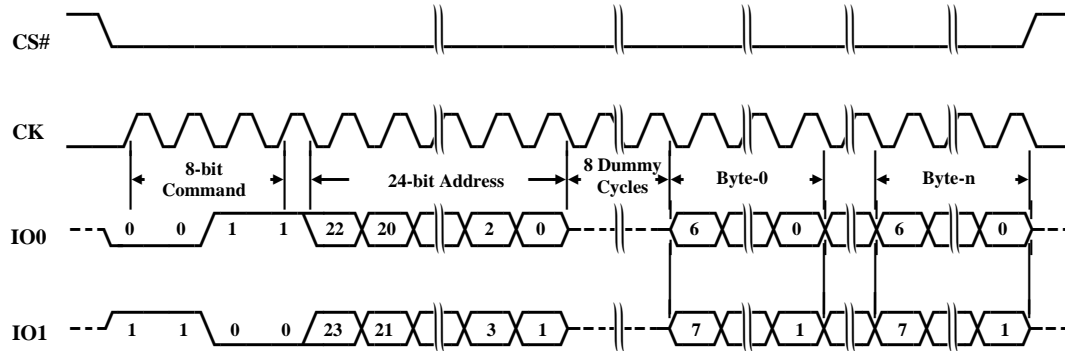 CS#
CK
8-bit
Command
24-bit Address
8 Dummy
Cycles
Byte-0
Byte-n
IO0 0 0 1 1 22 20 2 0 6 0 6 0
IO1 1 1 0 0 23 21 3 1 7 1 7 1